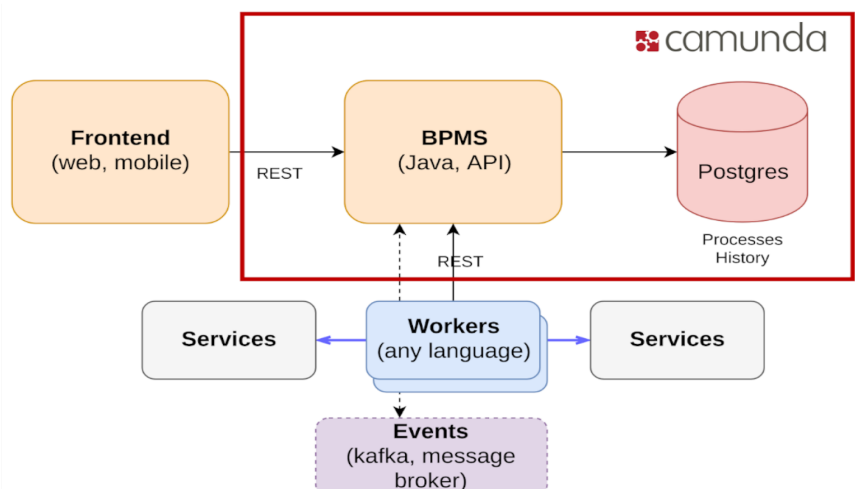 camunda
Frontend
(web, mobile)
REST
BPMS
(Java, API)
Postgres
Processes
History
REST
Services
Workers
(any language)
Services
Events
(kafka, message
broker)